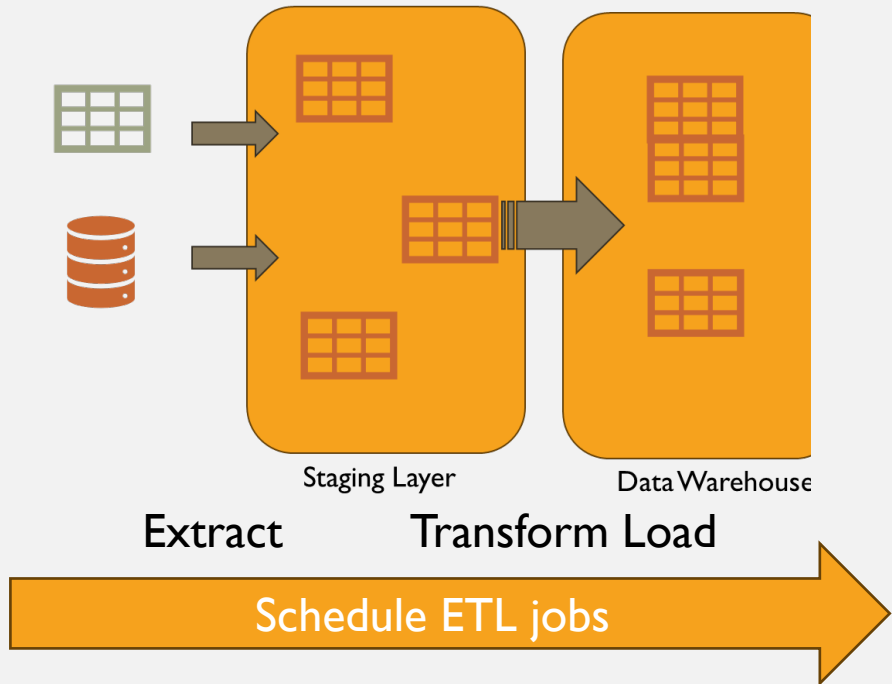 Staging Layer
Data Warehouse
Extract
Transform Load
Schedule ETL jobs